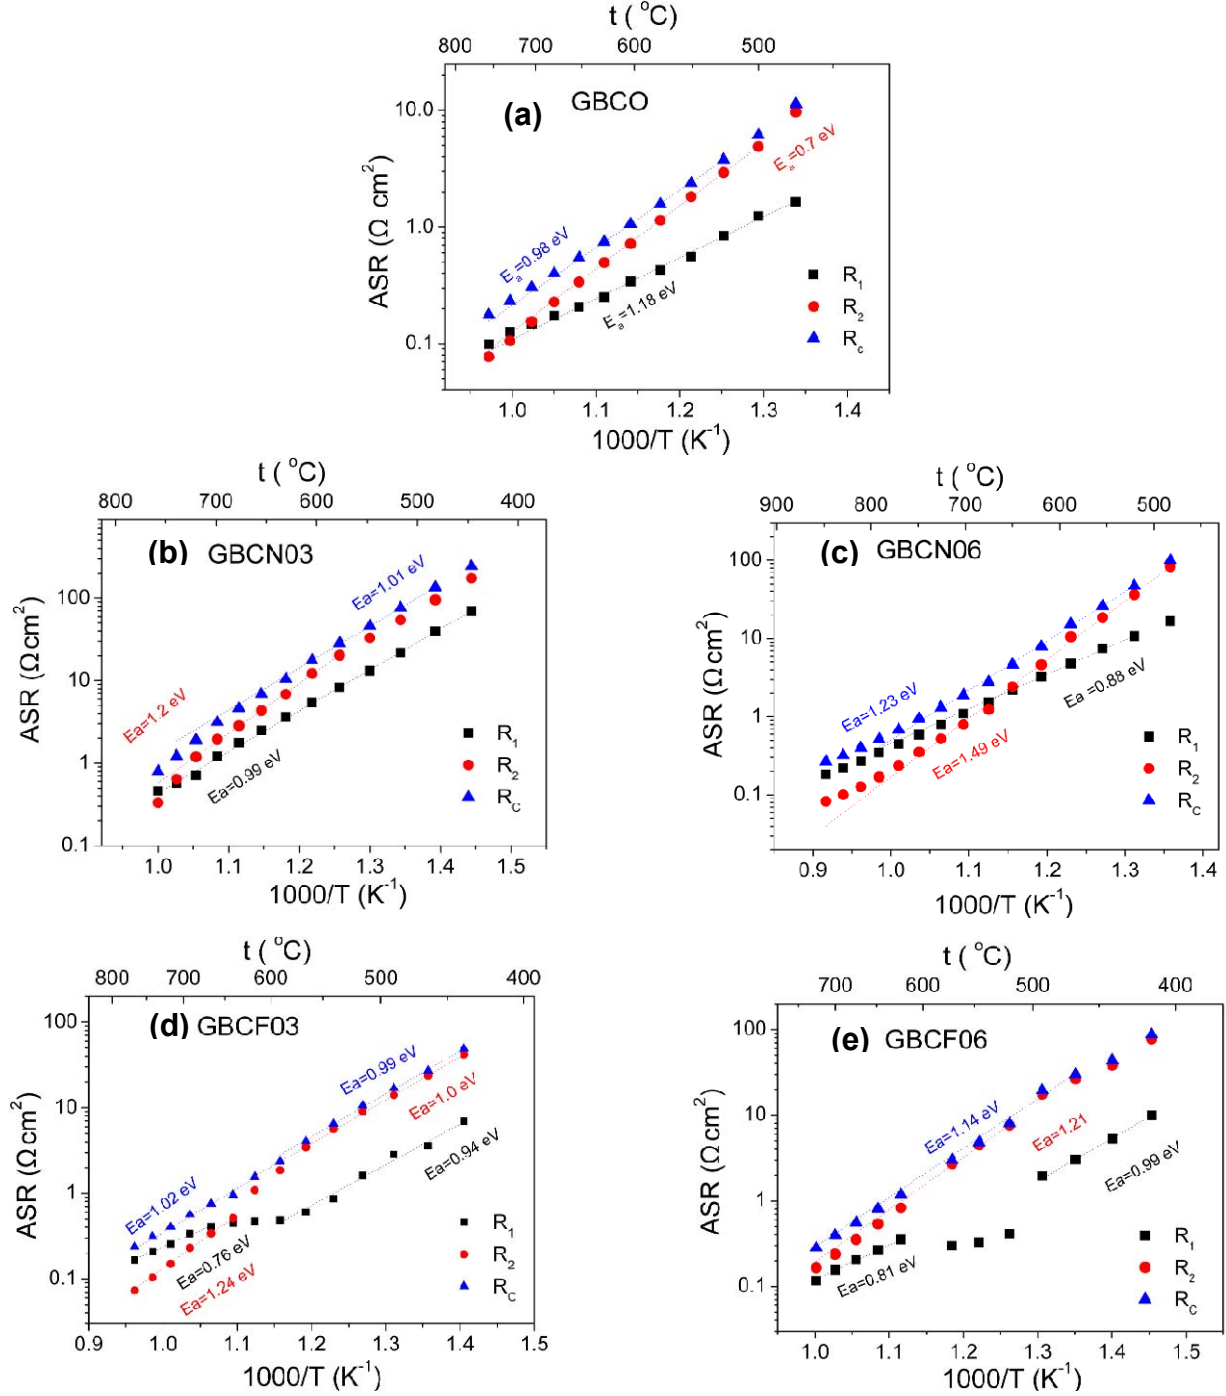 t ( °C)
800 700 600 500
(a) GBCO
10.0
1.0
0.1
ASR (Ω cm²)
Eₐ=0.7 eV
Eₐ=0.98 eV
Eₐ=1.18 eV
R₁
R₂
R꜀
1.0 1.1 1.2 1.3 1.4
1000/T (K⁻¹)
t ( °C)
800 700 600 500 400
(b) GBCN03
100
10
1
0.1
ASR (Ωcm²)
Ea=1.01 eV
Ea=1.2 eV
Ea=0.99 eV
R₁
R₂
R_C
1.0 1.1 1.2 1.3 1.4 1.5
1000/T (K⁻¹)
t ( °C)
900 800 700 600 500
(c) GBCN06
100
10
1
0.1
ASR (Ωcm²)
Ea=1.23 eV
Ea =0.88 eV
Ea=1.49 eV
R₁
R₂
R_C
0.9 1.0 1.1 1.2 1.3 1.4
1000/T (K⁻¹)
t ( °C)
800 700 600 500 400
(d) GBCF03
100
10
1
0.1
ASR (Ωcm²)
Ea=0.99 eV
Ea=1.0 eV
Ea=0.94 eV
Ea=1.02 eV
Ea=0.76 eV
Ea=1.24 eV
R₁
R₂
R_C
0.9 1.0 1.1 1.2 1.3 1.4 1.5
1000/T (K⁻¹)
t ( °C)
700 600 500 400
(e) GBCF06
100
10
1
0.1
ASR (Ωcm²)
Ea=1.14 eV
Ea=1.21
Ea=0.99 eV
Ea=0.81 eV
R₁
R₂
R_C
1.0 1.1 1.2 1.3 1.4 1.5
1000/T (K⁻¹)